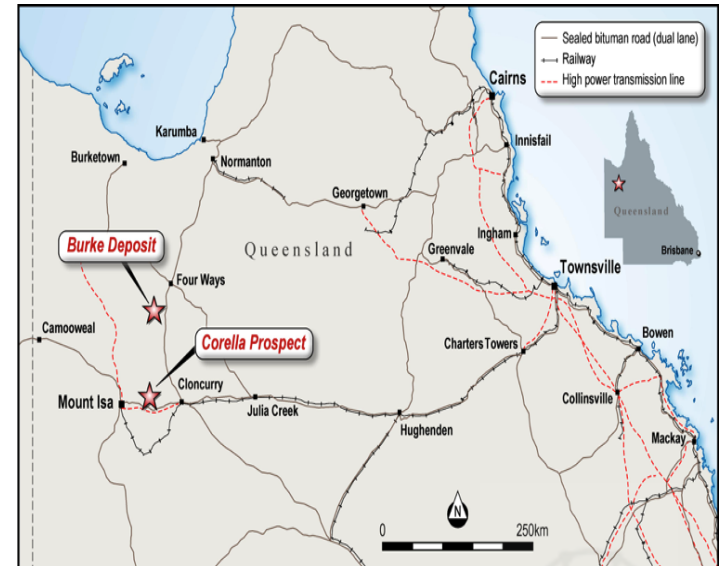 Sealed bituman road (dual lane)
Railway
High power transmission line
Cairns
Karumba
Innisfail
Burketown
Normanton
Georgetown
Queensland
Brisbane
Burke Deposit
Queensland
Ingham
Greenvale
Townsville
Four Ways
Camooweal
Corella Prospect
Charters Towers
Bowen
Mount Isa
Cloncurry
Julia Creek
Collinsville
Hughenden
Mackay
N
0 250km